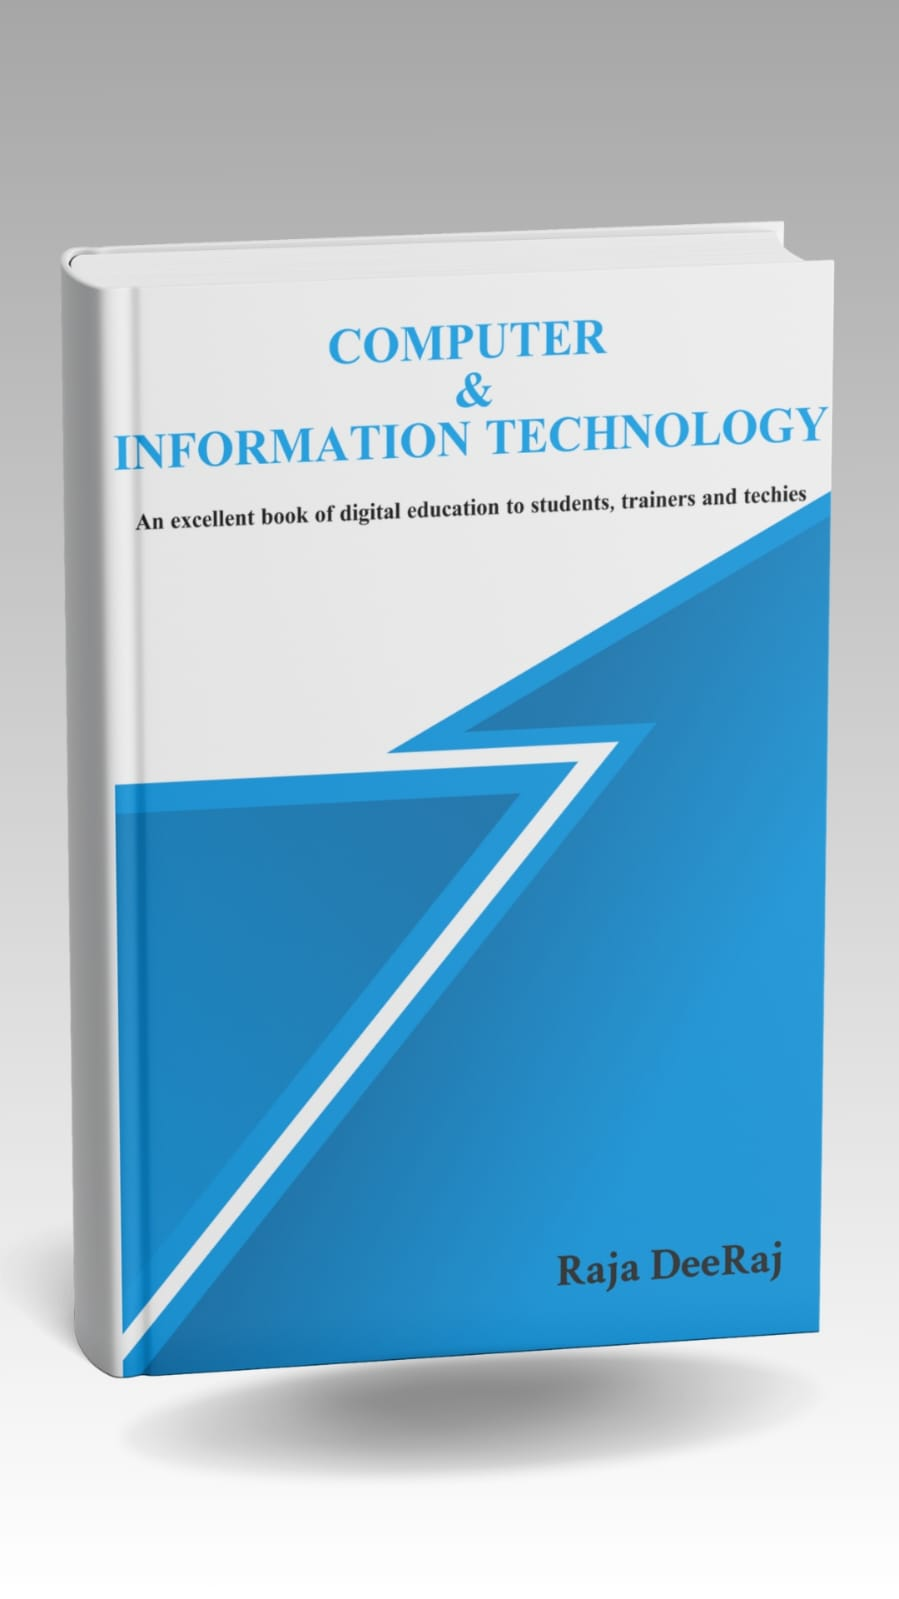 COMPUTER
&
INFORMATION TECHNOLOGY
An excellent book of digital education to students, trainers and techies
Raja DeeRaj